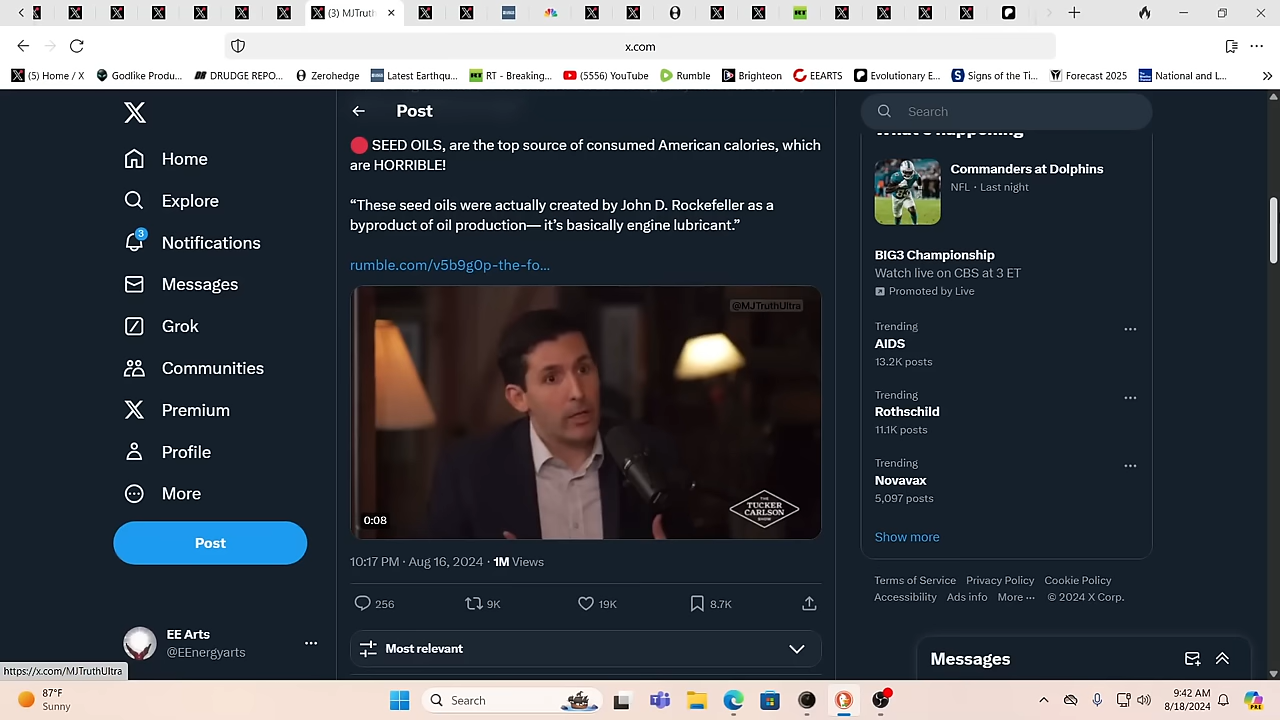 (3) MJTruth
x.com
(5) Home / X
Godlike Produ...
DRUDGE REPO...
Zerohedge
Latest Earthqu...
RT - Breaking...
(5556) YouTube
Rumble
Brighteon
EEARTS
Evolutionary E...
Signs of the Ti...
Forecast 2025
National and L...
Home
Explore
3
Notifications
Messages
Grok
Communities
Premium
Profile
More
Post
EE Arts
@EEnergyarts
https://x.com/MJTruthUltra
Post
SEED OILS, are the top source of consumed American calories, which
are HORRIBLE!
“These seed oils were actually created by John D. Rockefeller as a
byproduct of oil production— it’s basically engine lubricant.”
rumble.com/v5b9g0p-the-fo...
@MJTruthUltra
0:08
THE
TUCKER
CARLSON
SHOW
10:17 PM · Aug 16, 2024 · 1M Views
256
9K
19K
8.7K
Most relevant
Search
What's happening
Commanders at Dolphins
NFL · Last night
BIG3 Championship
Watch live on CBS at 3 ET
Promoted by Live
Trending
AIDS
13.2K posts
Trending
Rothschild
11.1K posts
Trending
Novavax
5,097 posts
Show more
Terms of Service Privacy Policy Cookie Policy
Accessibility Ads info More ··· © 2024 X Corp.
Messages
87°F
Sunny
Search
9:42 AM
8/18/2024
PRE